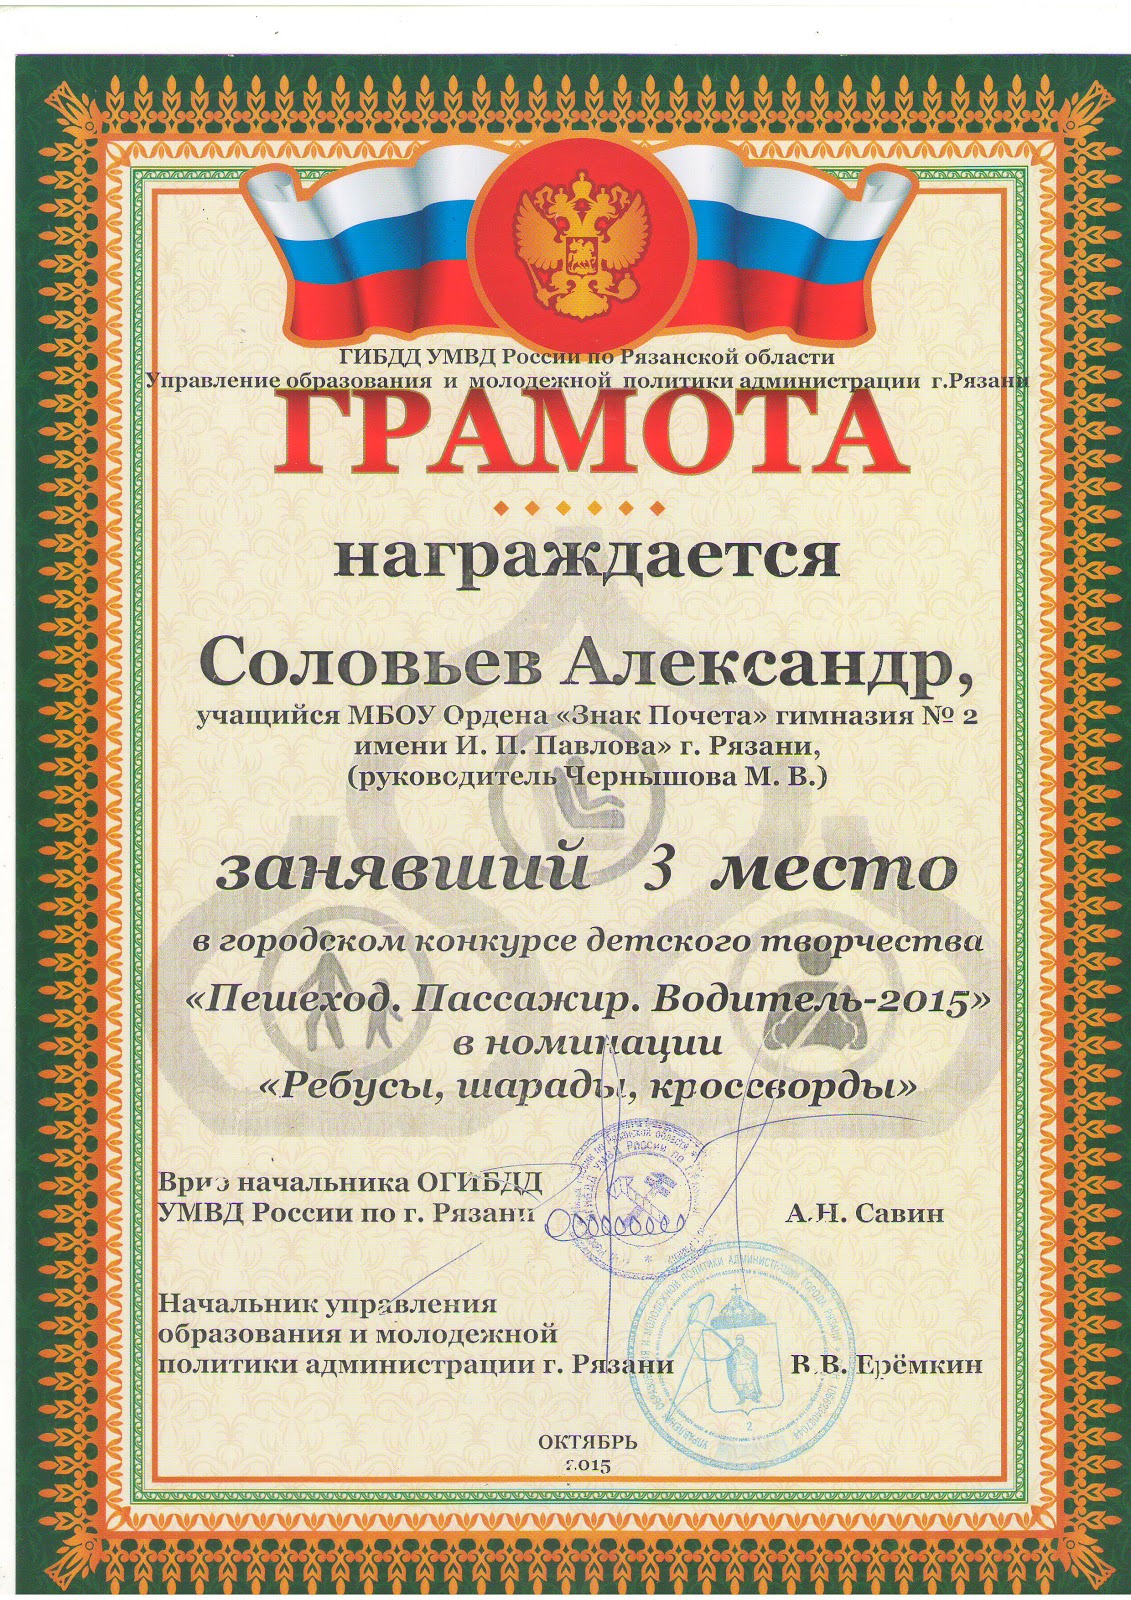 ГИБДД УМВД России по Рязанской области
Управление образования и молодежной политики администрации г.Рязани
ГРАМОТА
награждается
Соловьев Александр,
учащийся МБОУ Ордена «Знак Почета» гимназия № 2
имени И. П. Павлова» г. Рязани,
(руководитель Чернышова М. В.)
занявший 3 место
в городском конкурсе детского творчества
«Пешеход. Пассажир. Водитель-2015»
в номинации
«Ребусы, шарады, кроссворды»
Врио начальника ОГИБДД
УМВД России по г. Рязани А.Н. Савин
Начальник управления
образования и молодежной
политики администрации г. Рязани В.В. Ерёмкин
ОКТЯБРЬ
2015